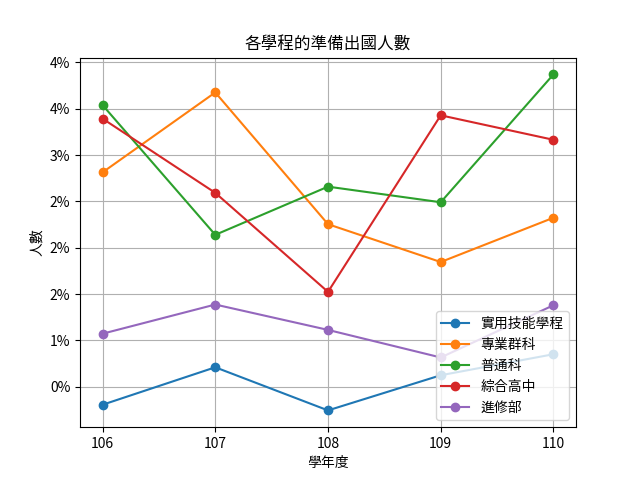 各學程的準備出國人數
4%
4%
3%
2%
2%
2%
1%
0%
人數
106
107
108
109
110
學年度
實用技能學程
專業群科
普通科
綜合高中
進修部